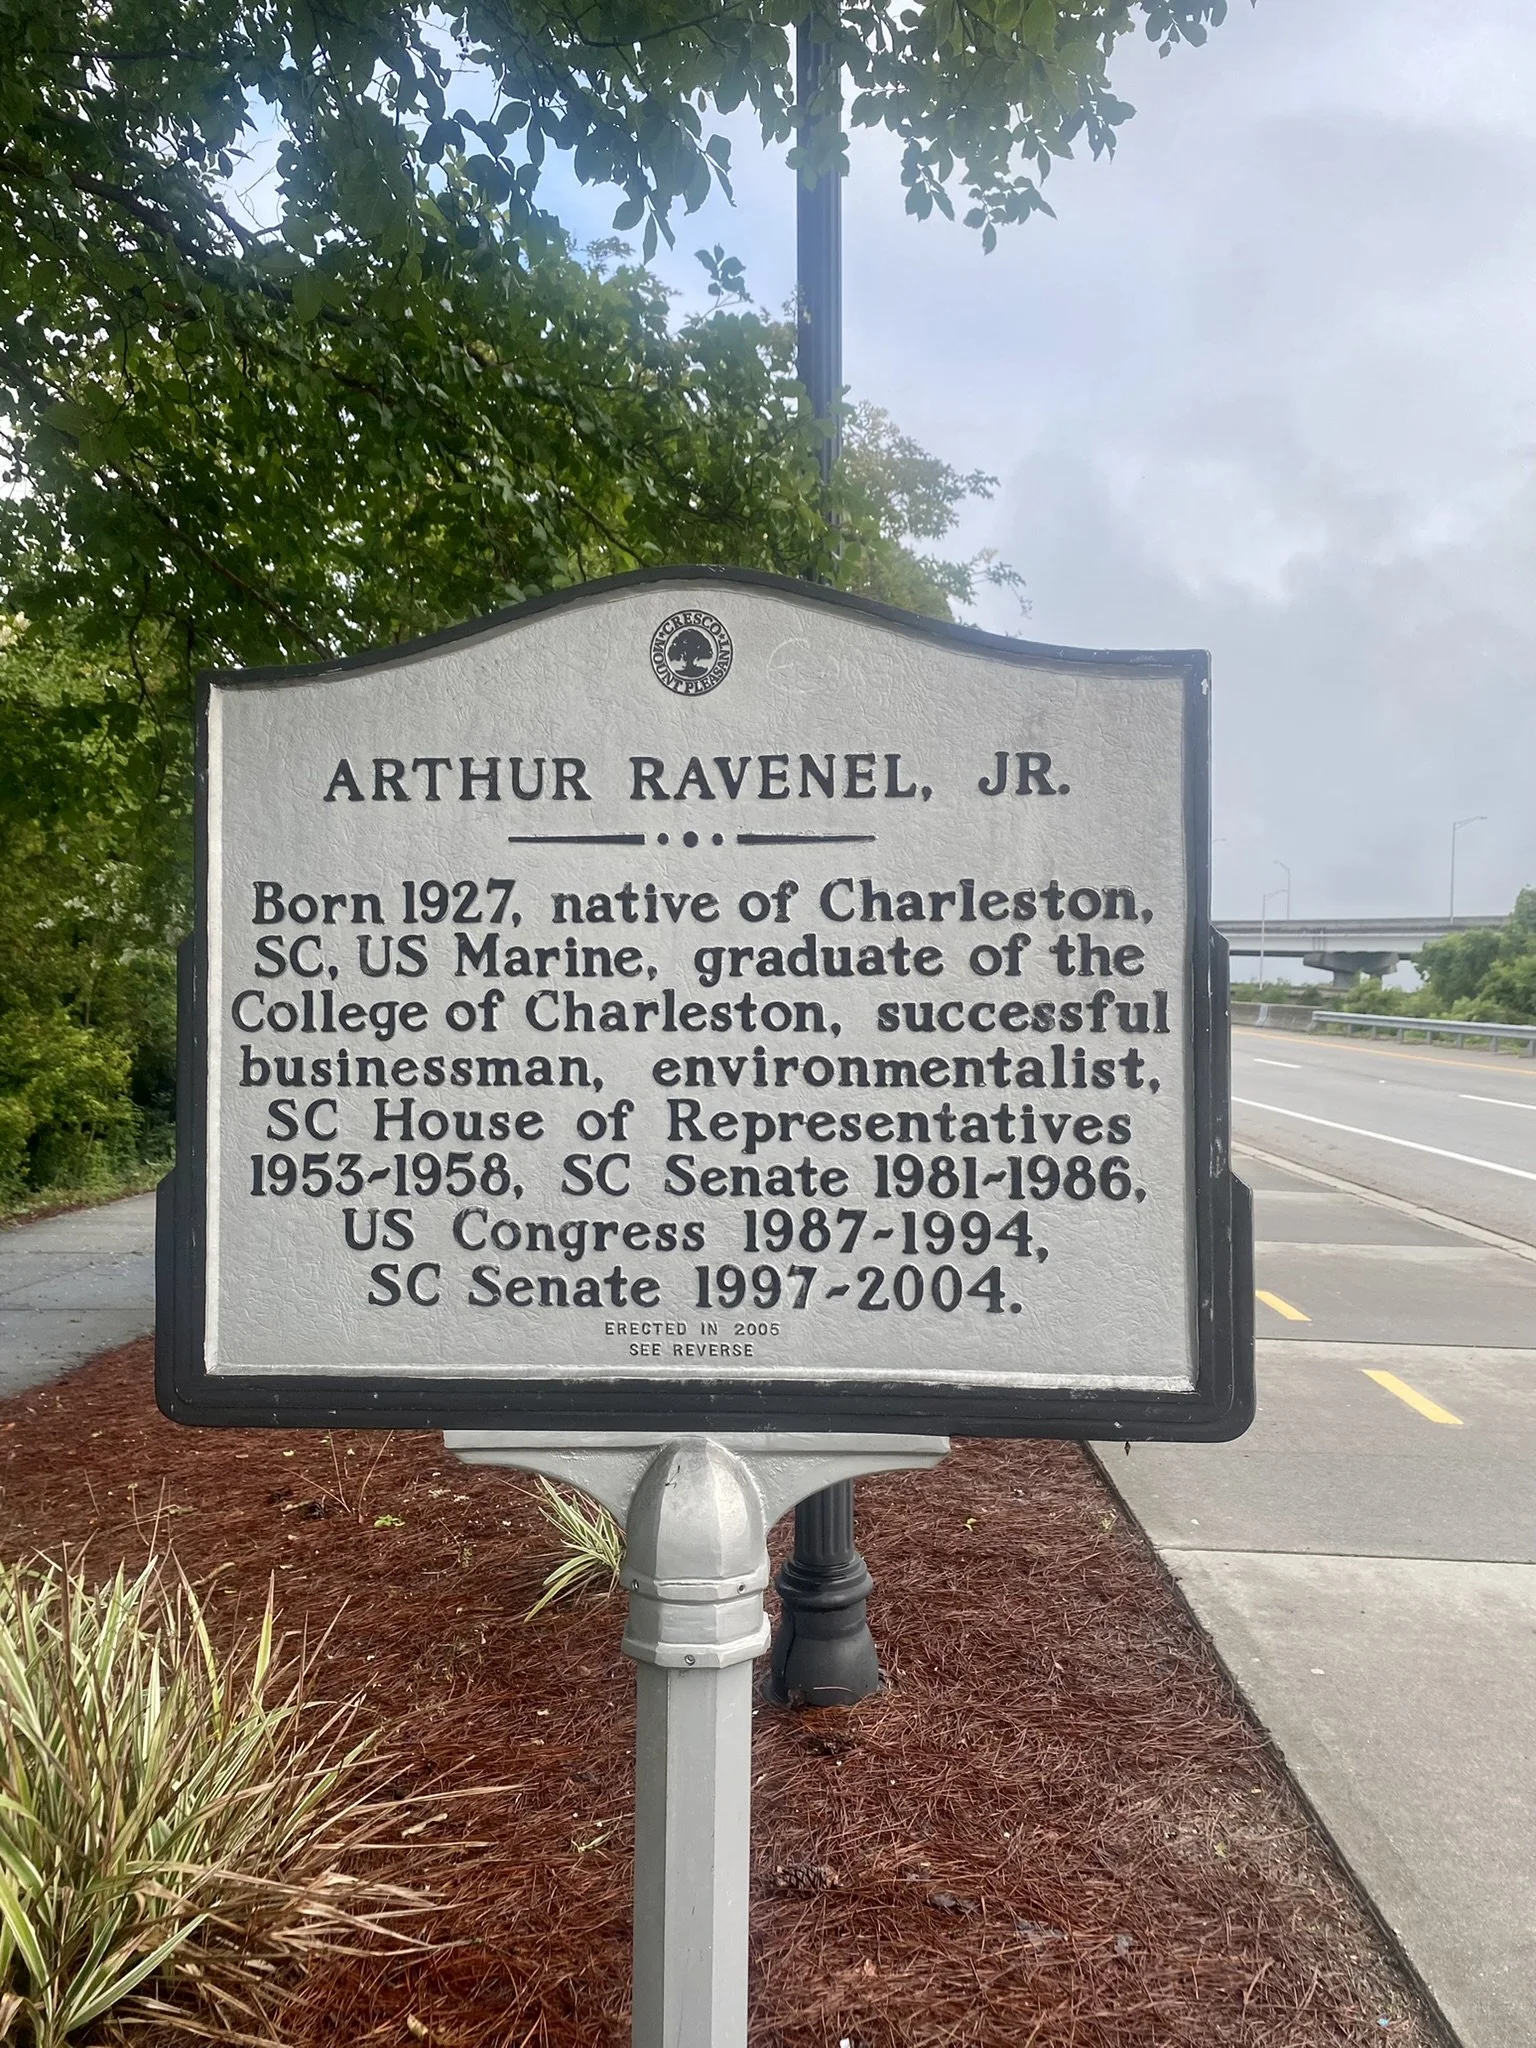 CRESCO
MOUNT PLEASANT
ARTHUR RAVENEL, JR.
Born 1927, native of Charleston,
SC, US Marine, graduate of the
College of Charleston, successful
businessman, environmentalist,
SC House of Representatives
1953~1958, SC Senate 1981~1986,
US Congress 1987~1994,
SC Senate 1997~2004.
ERECTED IN 2005
SEE REVERSE